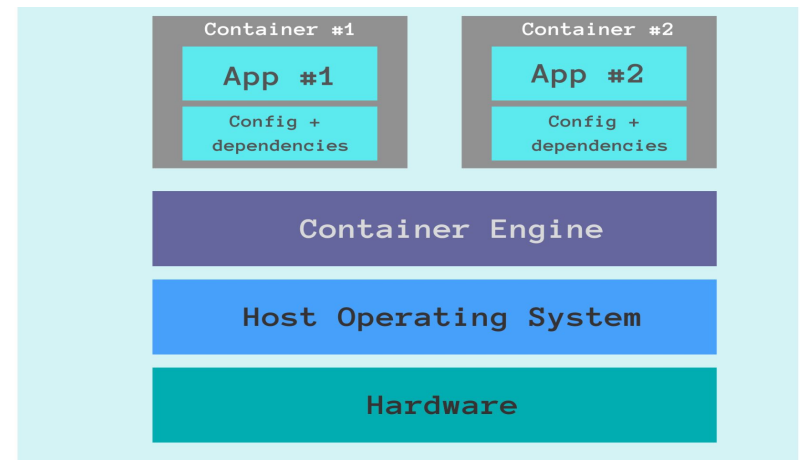 Container #1
App #1
Config +
dependencies
Container #2
App #2
Config +
dependencies
Container Engine
Host Operating System
Hardware